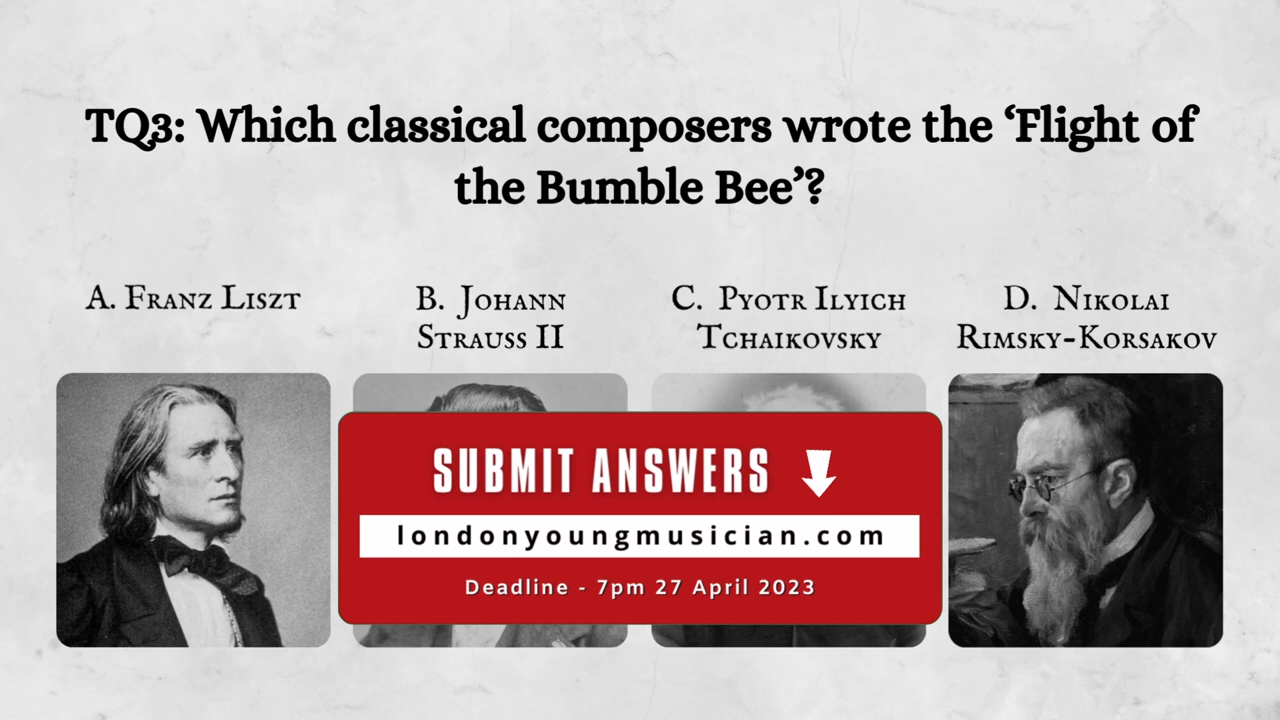 TQ3: Which classical composers wrote the ‘Flight of
the Bumble Bee’?
A. Franz Liszt
B. Johann
Strauss II
C. Pyotr Ilyich
Tchaikovsky
D. Nikolai
Rimsky-Korsakov
SUBMIT ANSWERS
londonyoungmusician.com
Deadline - 7pm 27 April 2023